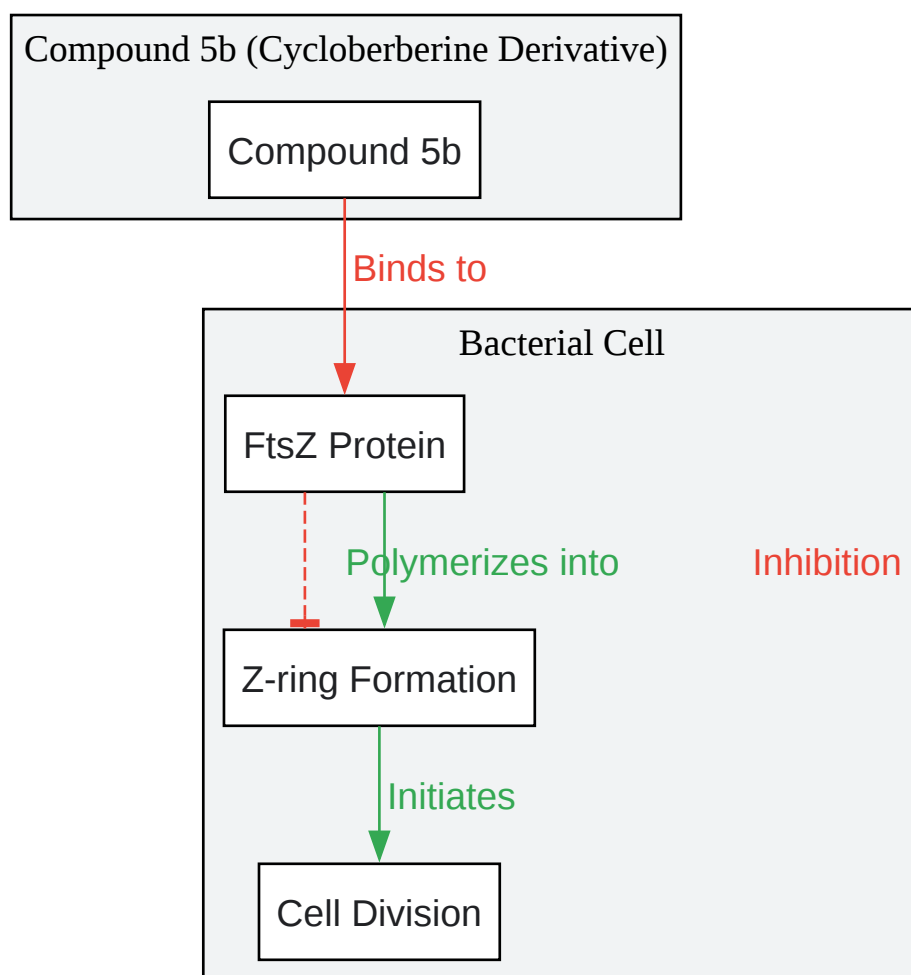 Compound 5b (Cycloberberine Derivative)
Compound 5b
Binds to
Bacterial Cell
FtsZ Protein
Polymerizes into
Inhibition
Z-ring Formation
Initiates
Cell Division